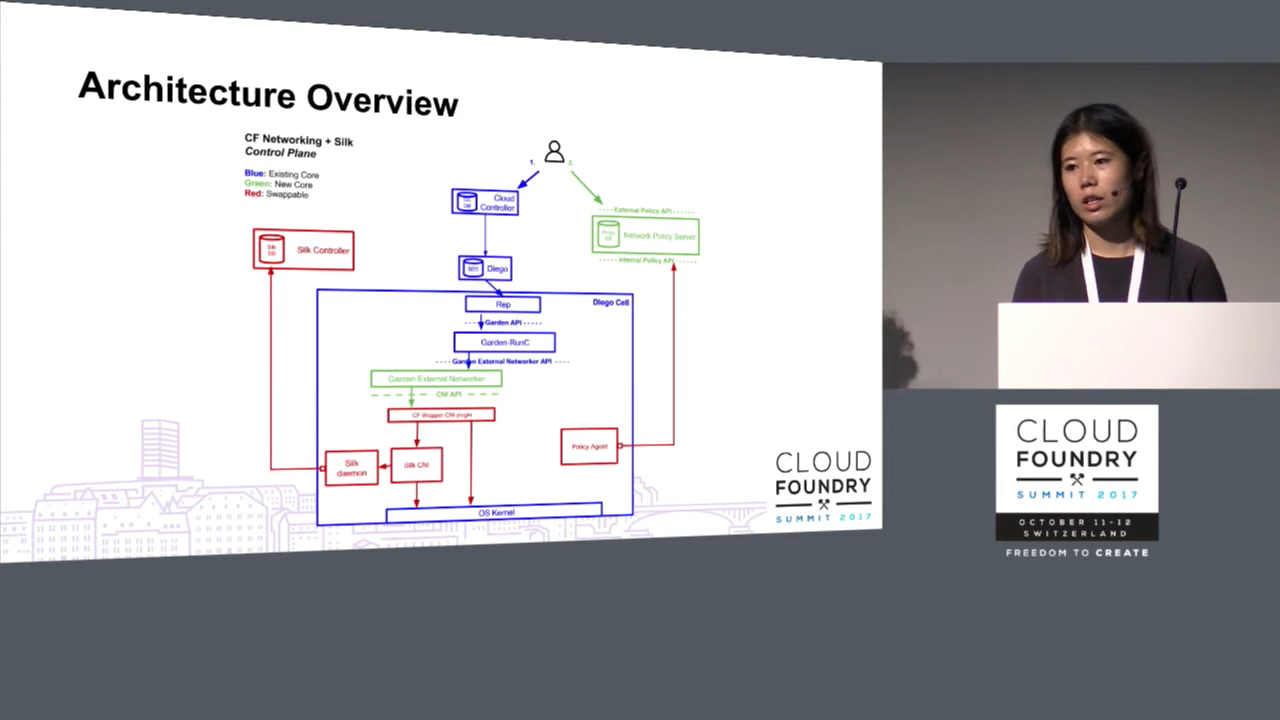 Architecture Overview
CF Networking + Silk
Control Plane
Blue: Existing Core
Green: New Core
Red: Swappable
1.
2.
Cloud
Controller
External Policy API
Network Policy Server
Internal Policy API
Silk Controller
BBS
Diego
Diego Cell
Rep
Garden API
Garden-RunC
Garden External Networker API
Garden External Networker
CNI API
CF Wrapper CNI plugin
Silk
daemon
Silk CNI
Policy Agent
OS Kernel
CLOUD
FOUNDRY
SUMMIT 2017
CLOUD
FOUNDRY
SUMMIT 2017
OCTOBER 11-12
SWITZERLAND
FREEDOM TO CREATE